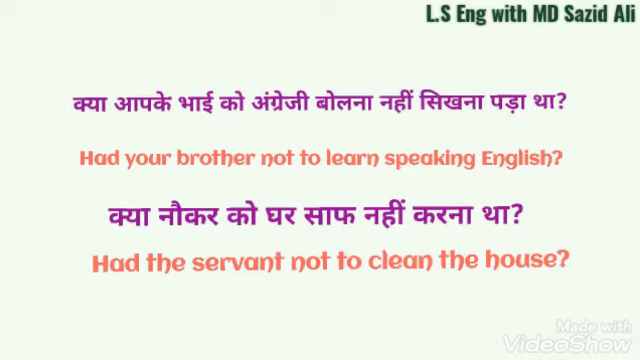 L.S Eng with MD Sazid Ali
क्या आपके भाई को अंग्रेजी बोलना नहीं सिखना पड़ा था?
Had your brother not to learn speaking English?
क्या नौकर को घर साफ नहीं करना था?
Had the servant not to clean the house?
Made with
VideoShow